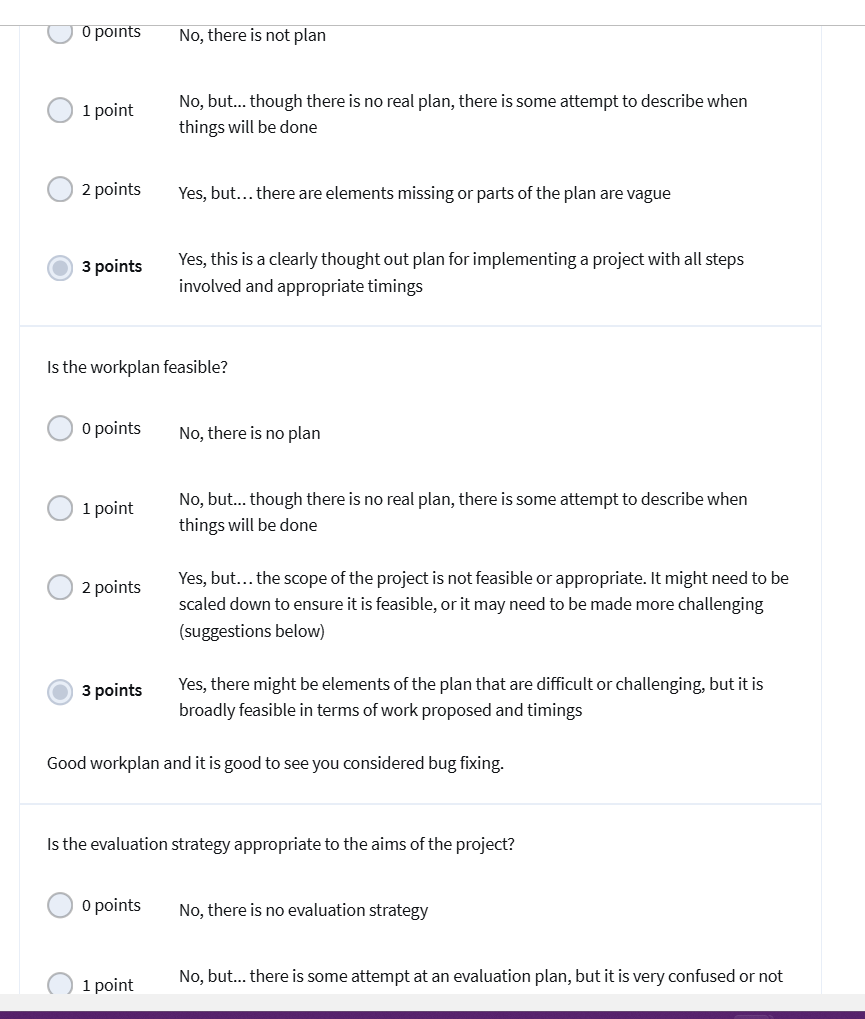 0 points No, there is not plan
1 point No, but... though there is no real plan, there is some attempt to describe when
things will be done
2 points Yes, but... there are elements missing or parts of the plan are vague
3 points Yes, this is a clearly thought out plan for implementing a project with all steps
involved and appropriate timings
Is the workplan feasible?
0 points No, there is no plan
1 point No, but... though there is no real plan, there is some attempt to describe when
things will be done
2 points Yes, but... the scope of the project is not feasible or appropriate. It might need to be
scaled down to ensure it is feasible, or it may need to be made more challenging
(suggestions below)
3 points Yes, there might be elements of the plan that are difficult or challenging, but it is
broadly feasible in terms of work proposed and timings
Good workplan and it is good to see you considered bug fixing.
Is the evaluation strategy appropriate to the aims of the project?
0 points No, there is no evaluation strategy
1 point No, but... there is some attempt at an evaluation plan, but it is very confused or not